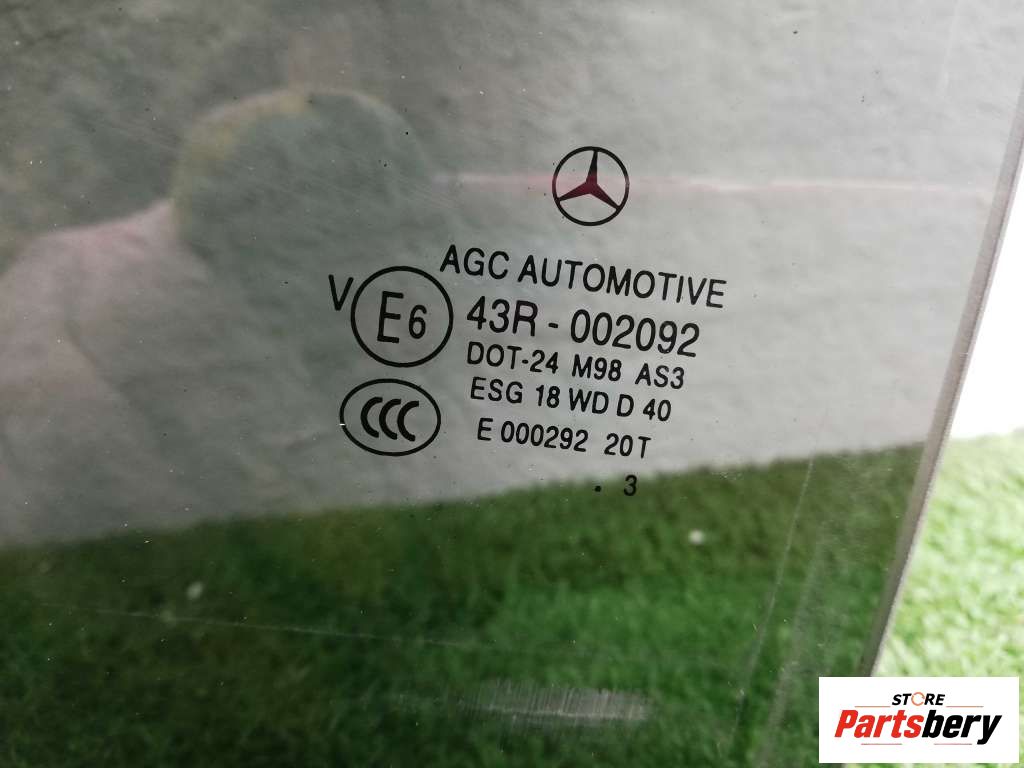 AGC AUTOMOTIVE
V E6 43R - 002092
DOT-24 M98 AS3
CCC ESG 18 WD D 40
E 000292 20T
. 3
STORE
Partsbery